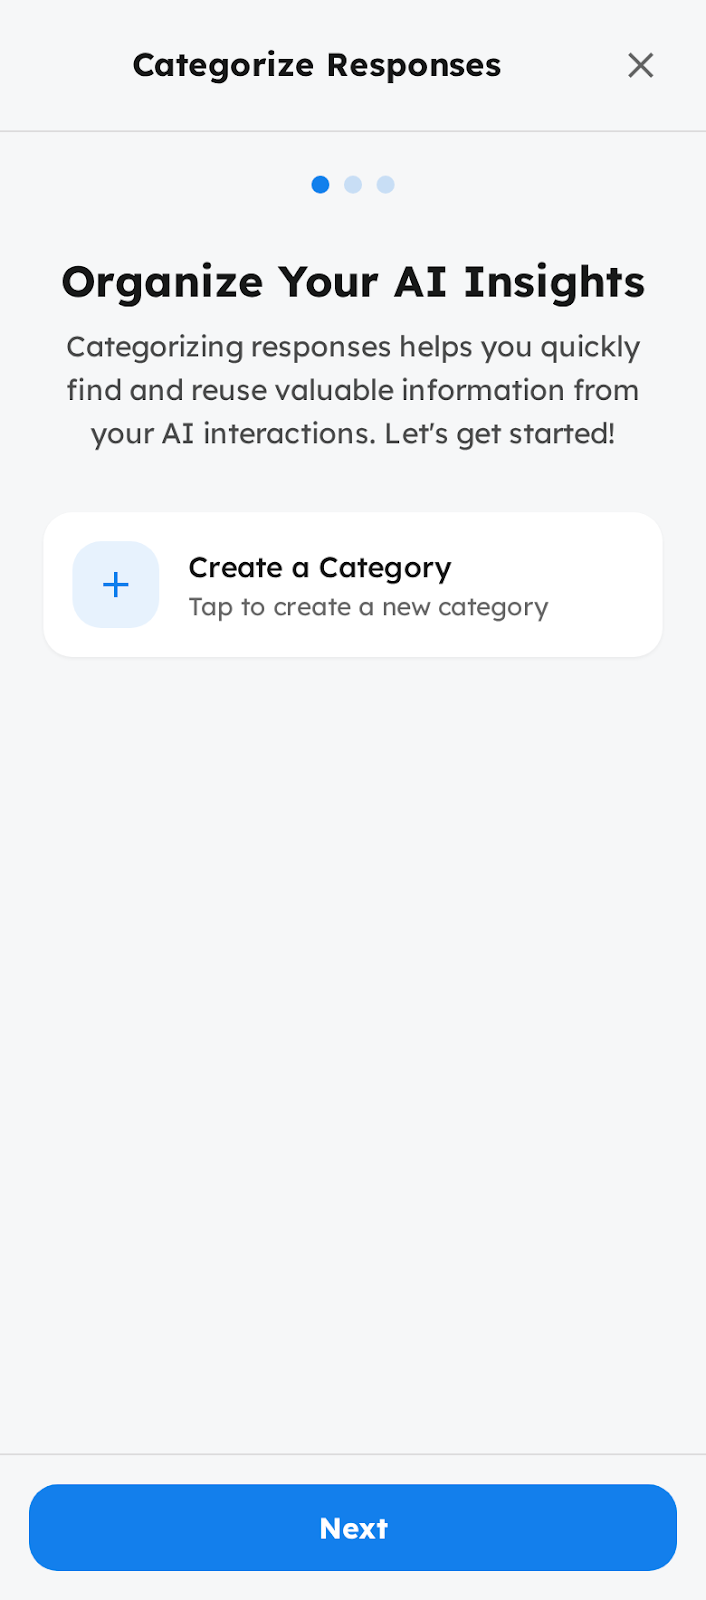 Categorize Responses
Organize Your AI Insights
Categorizing responses helps you quickly
find and reuse valuable information from
your AI interactions. Let's get started!
Create a Category
Tap to create a new category
Next